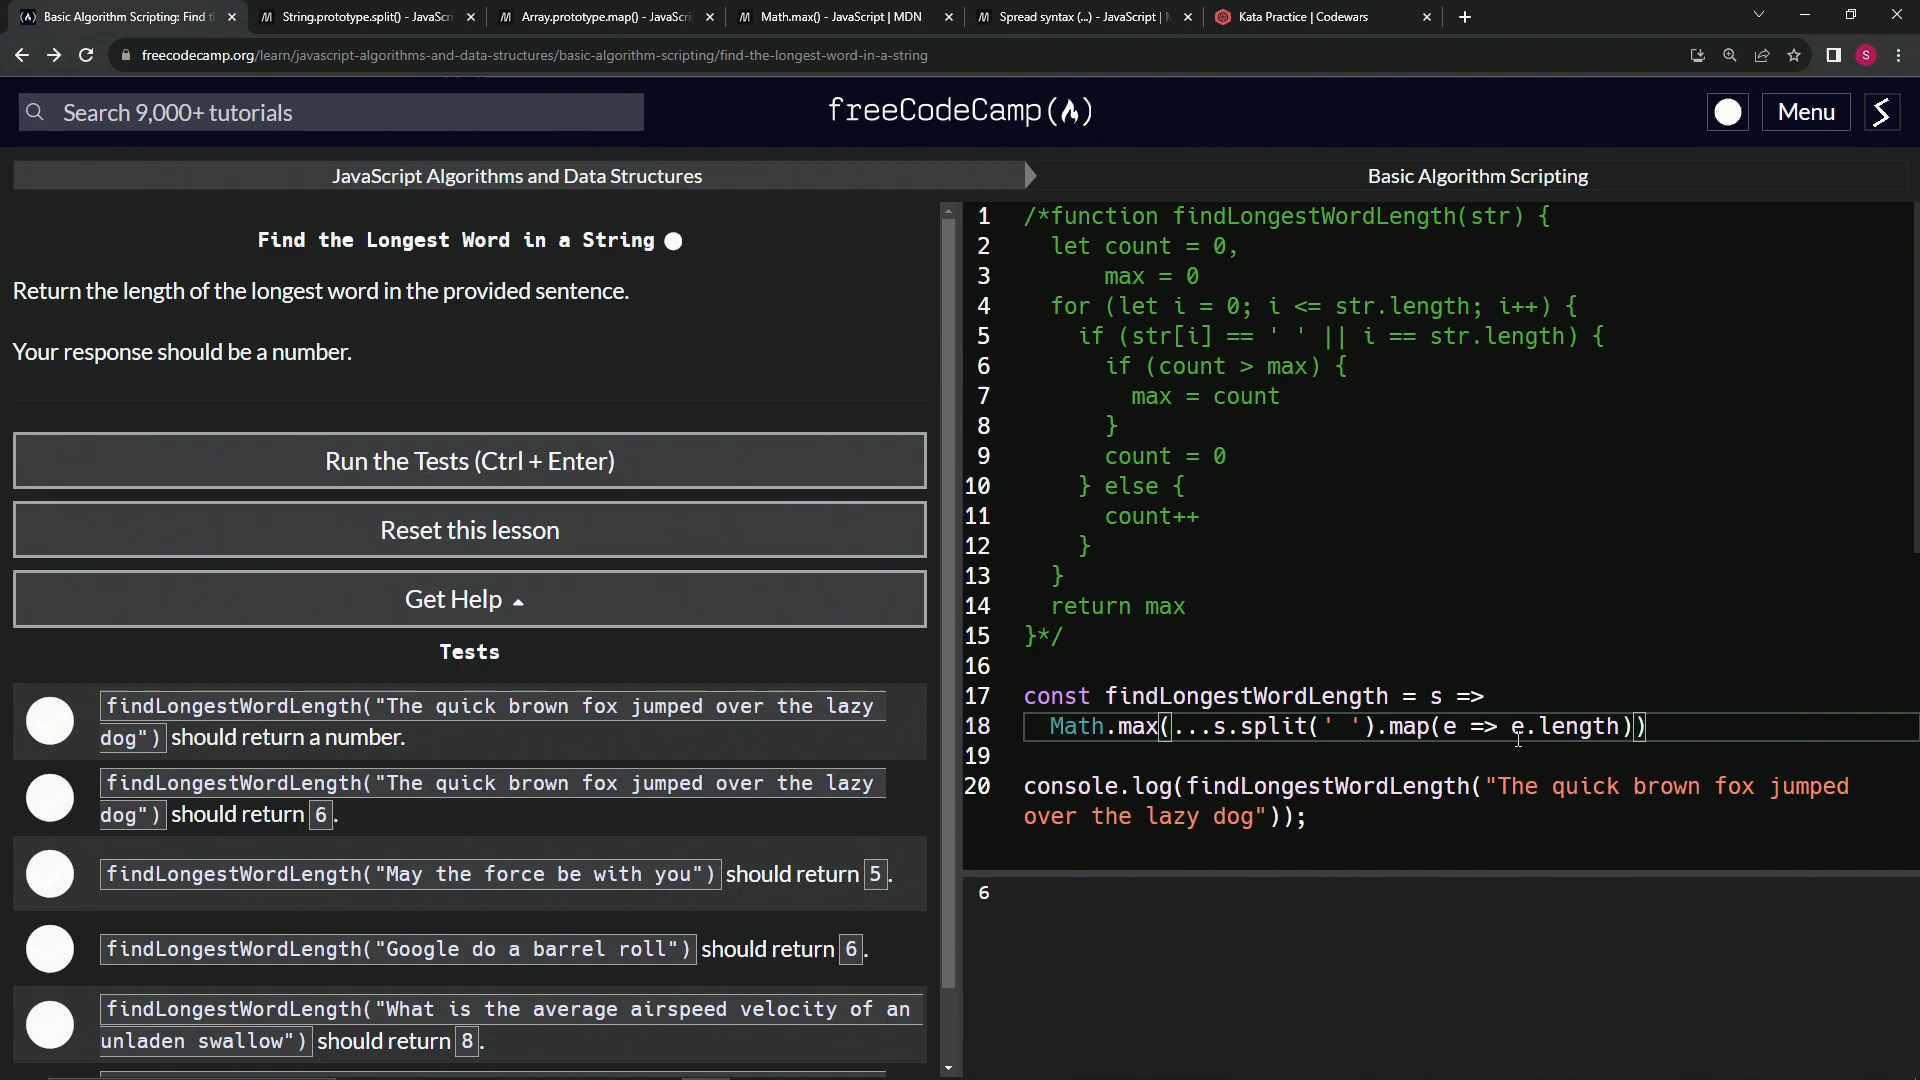 Basic Algorithm Scripting: Find t
String.prototype.split() - JavaScri
Array.prototype.map() - JavaScri
Math.max() - JavaScript | MDN
Spread syntax (...) - JavaScript |
Kata Practice | Codewars
freecodecamp.org/learn/javascript-algorithms-and-data-structures/basic-algorithm-scripting/find-the-longest-word-in-a-string
S
Search 9,000+ tutorials
freeCodeCamp(🔥)
Menu
JavaScript Algorithms and Data Structures
Basic Algorithm Scripting
Find the Longest Word in a String
Return the length of the longest word in the provided sentence.
Your response should be a number.
Run the Tests (Ctrl + Enter)
Reset this lesson
Get Help
Tests
findLongestWordLength("The quick brown fox jumped over the lazy
dog") should return a number.
findLongestWordLength("The quick brown fox jumped over the lazy
dog") should return 6.
findLongestWordLength("May the force be with you") should return 5.
findLongestWordLength("Google do a barrel roll") should return 6.
findLongestWordLength("What is the average airspeed velocity of an
unladen swallow") should return 8.
1 /*function findLongestWordLength(str) {
2 let count = 0,
3 max = 0
4 for (let i = 0; i <= str.length; i++) {
5 if (str[i] == ' ' || i == str.length) {
6 if (count > max) {
7 max = count
8 }
9 count = 0
10 } else {
11 count++
12 }
13 }
14 return max
15 }*/
16
17 const findLongestWordLength = s =>
18 Math.max(...s.split(' ').map(e => e.length))
19
20 console.log(findLongestWordLength("The quick brown fox jumped
over the lazy dog"));
6